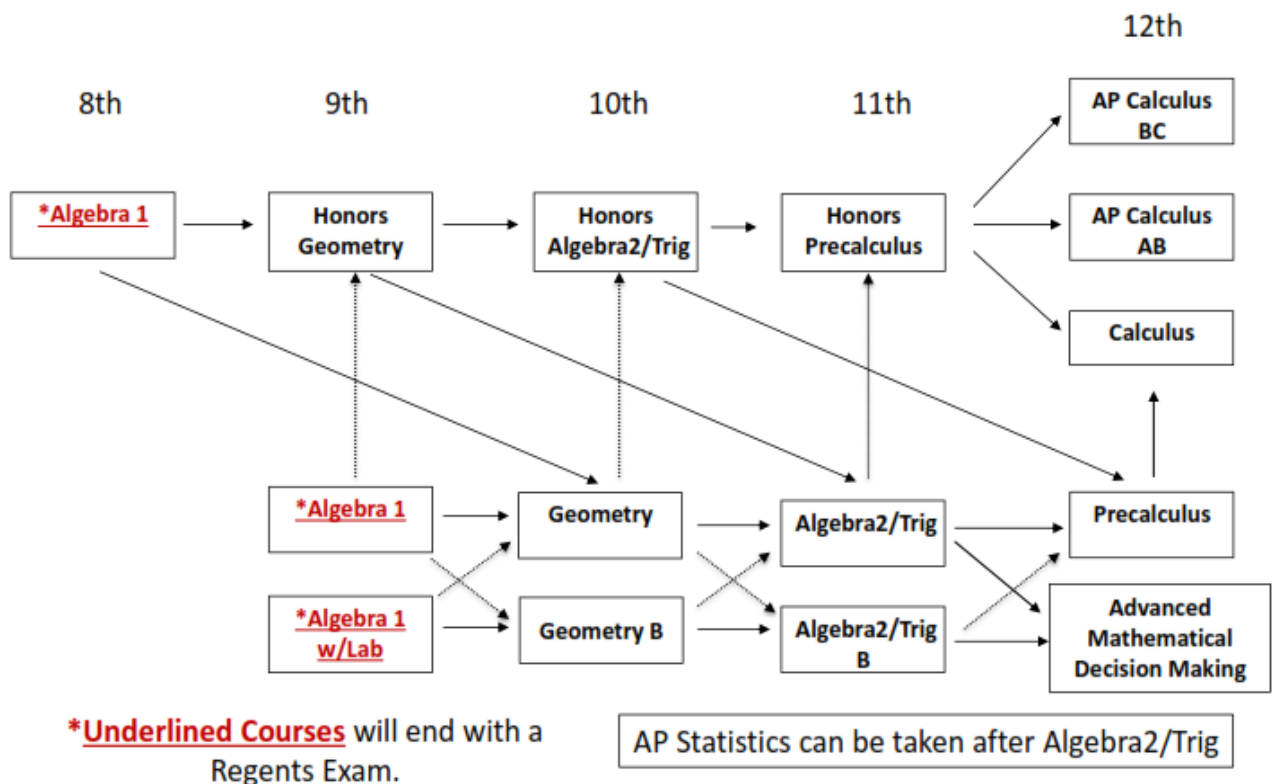 12th
8th
9th
10th
11th
AP Calculus
BC
*Algebra 1
Honors
Geometry
Honors
Algebra2/Trig
Honors
Precalculus
AP Calculus
AB
Calculus
*Algebra 1
Geometry
Algebra2/Trig
Precalculus
*Algebra 1
w/Lab
Geometry B
Algebra2/Trig
B
Advanced
Mathematical
Decision Making
*Underlined Courses will end with a
Regents Exam.
AP Statistics can be taken after Algebra2/Trig